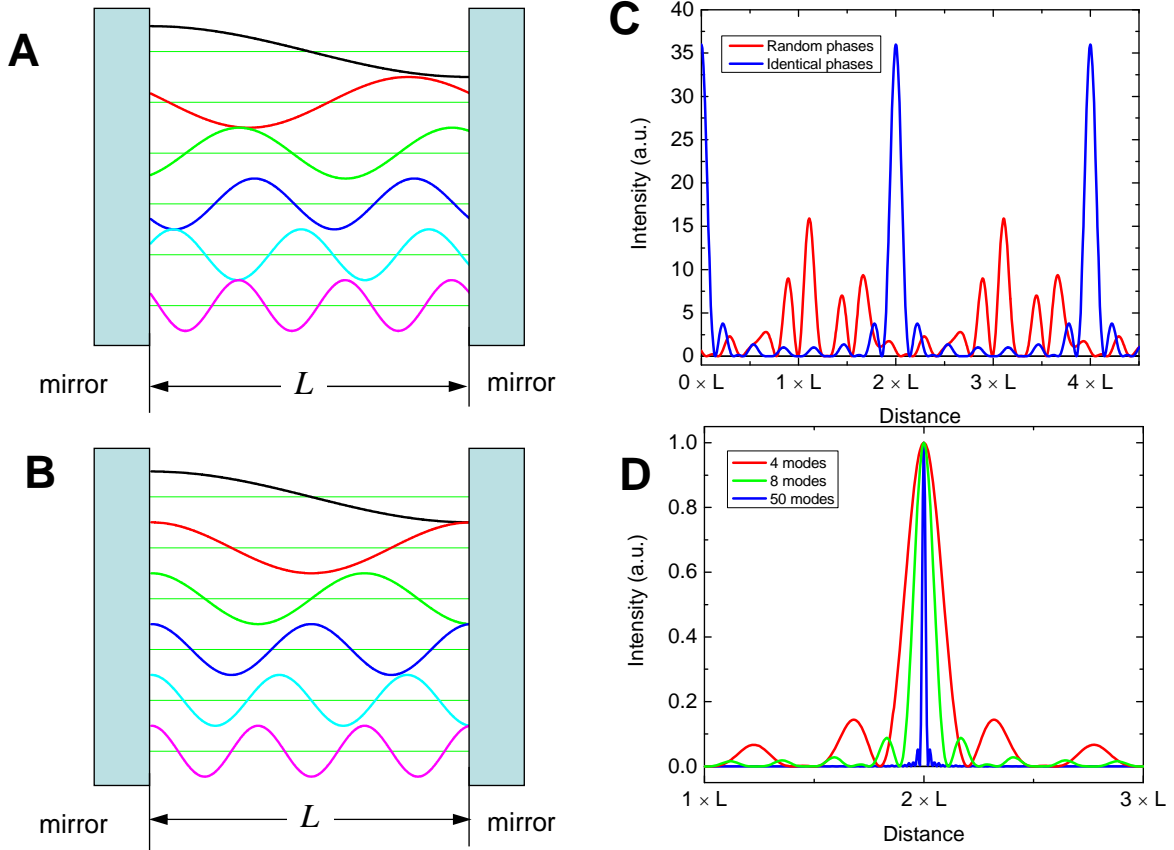 A
mirror
L
mirror
B
mirror
L
mirror
C
40
35
30
25
20
15
10
5
0
Intensity (a.u.)
Random phases
Identical phases
0 × L
1 × L
2 × L
3 × L
4 × L
Distance
D
1.0
0.8
0.6
0.4
0.2
0.0
Intensity (a.u.)
4 modes
8 modes
50 modes
1 × L
2 × L
3 × L
Distance